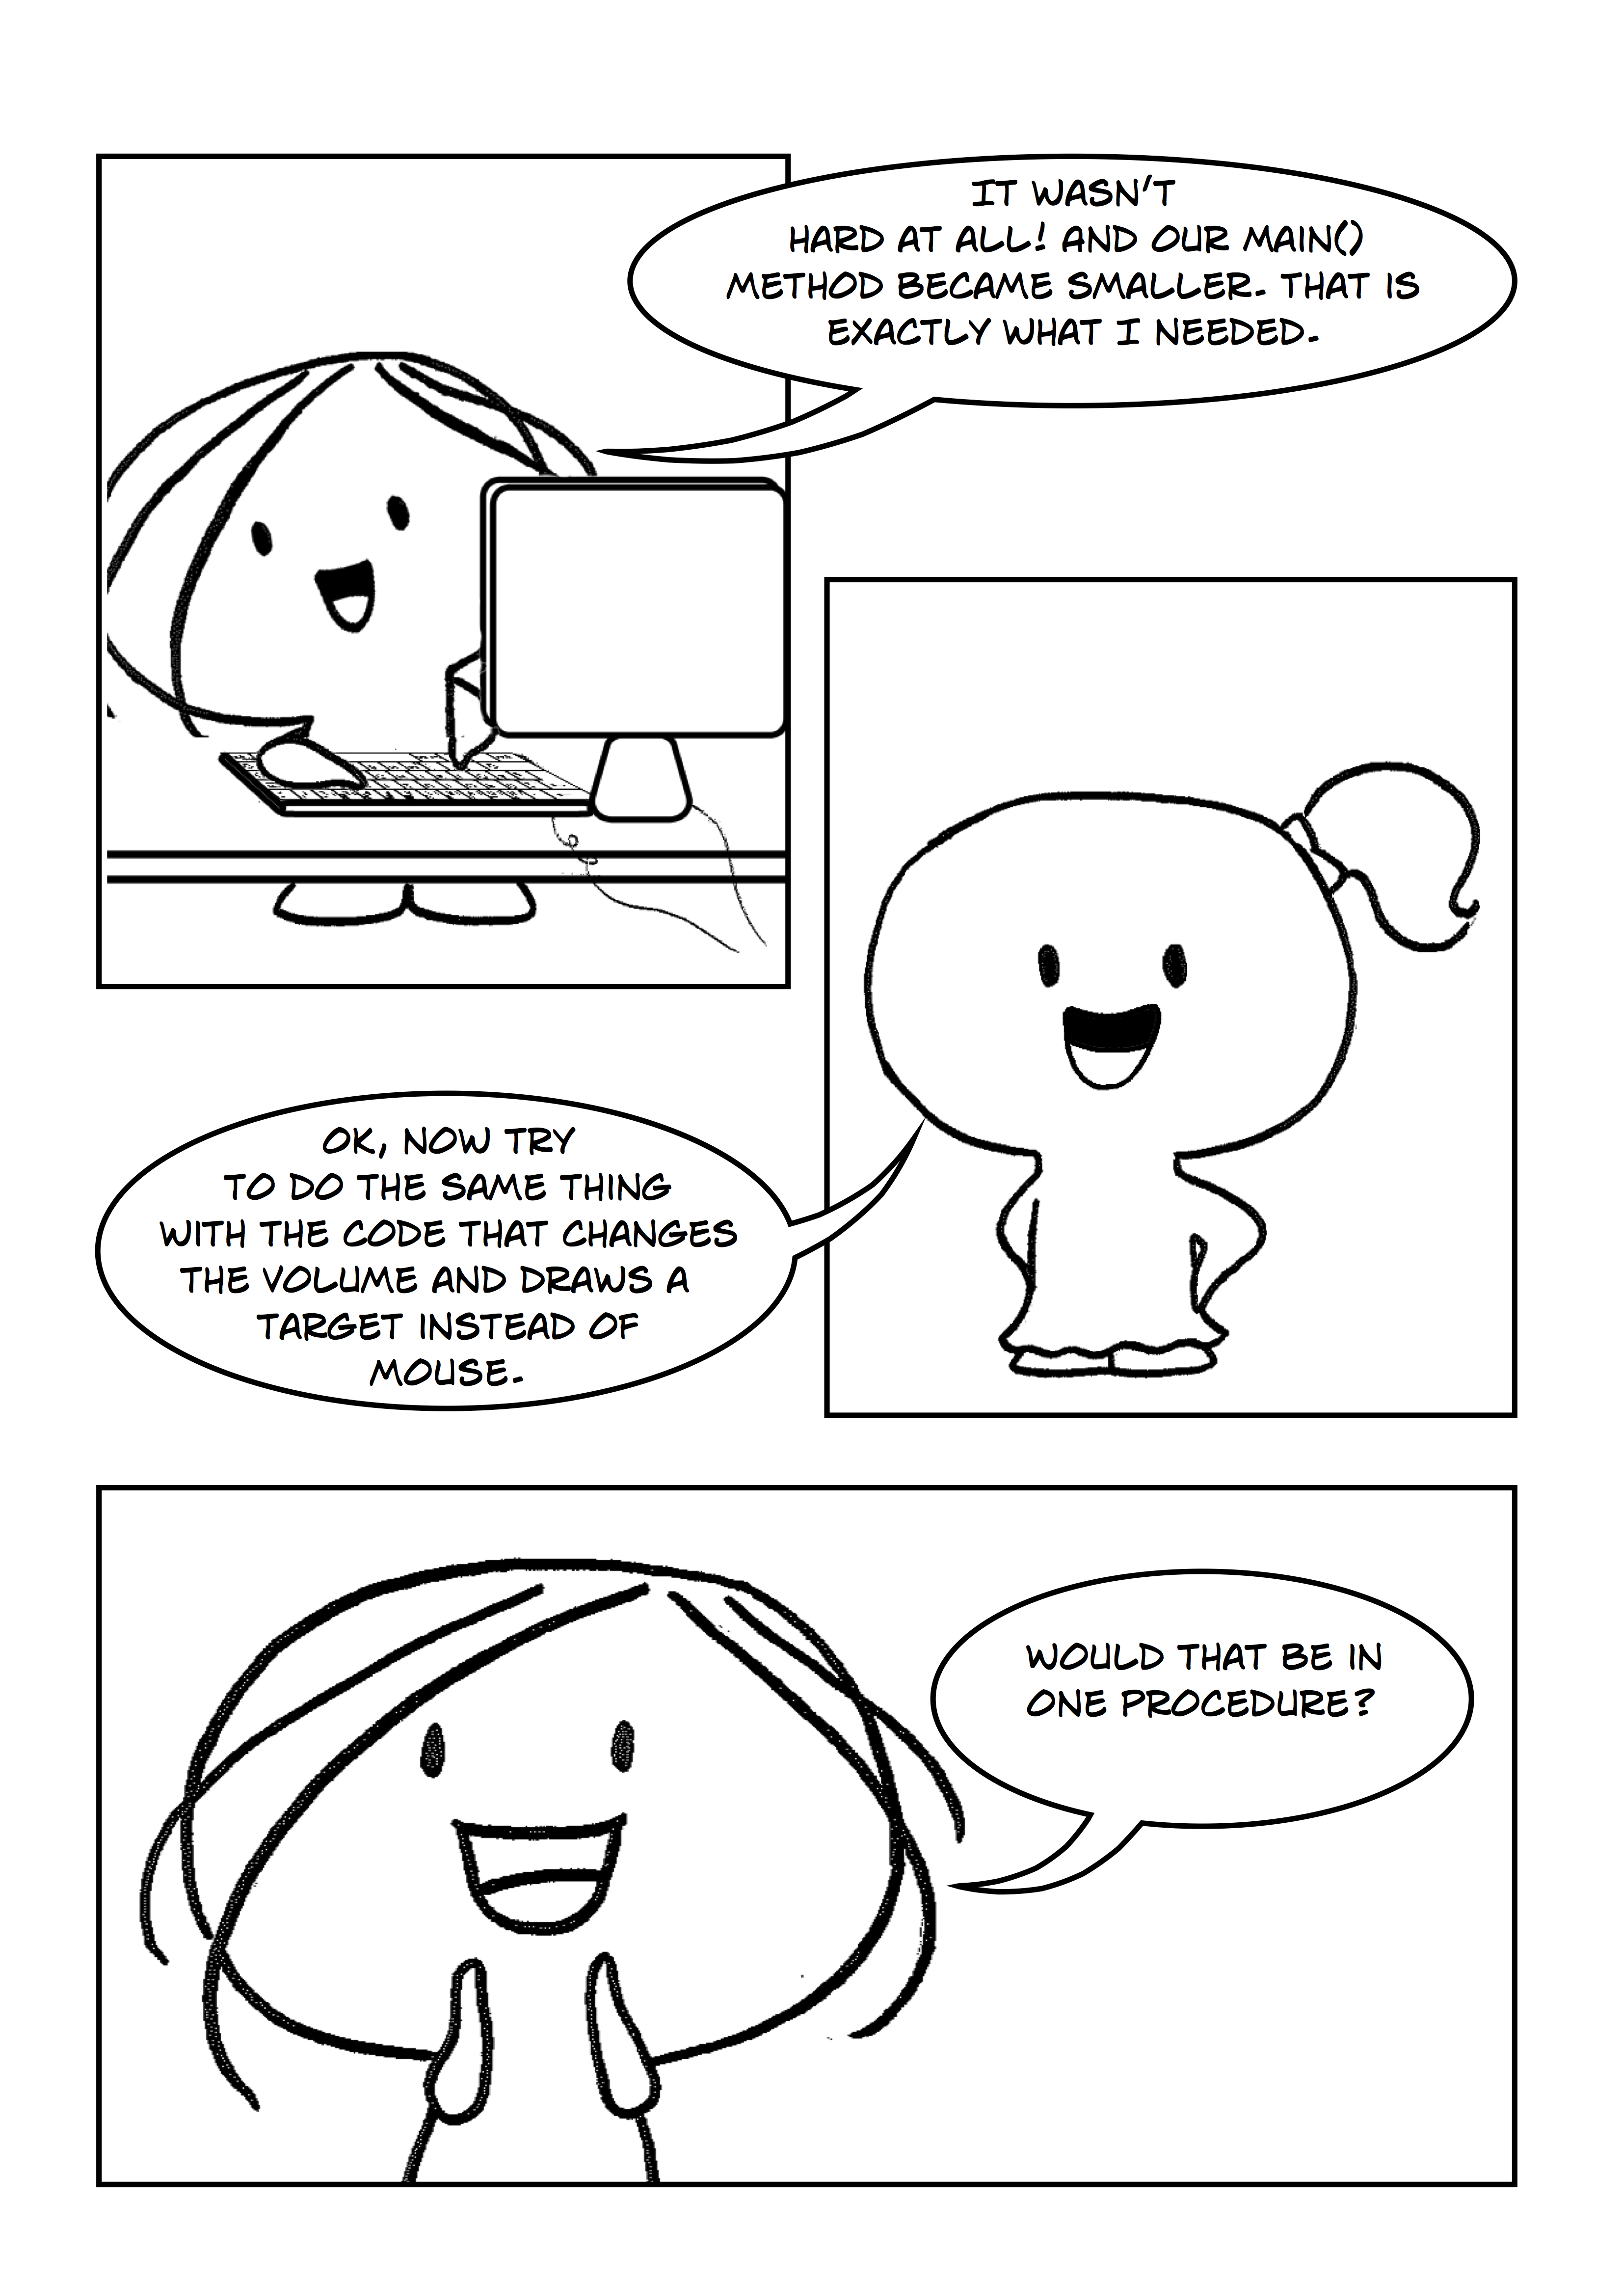 IT WASN'T
HARD AT ALL! AND OUR MAIN()
METHOD BECAME SMALLER. THAT IS
EXACTLY WHAT I NEEDED.
OK, NOW TRY
TO DO THE SAME THING
WITH THE CODE THAT CHANGES
THE VOLUME AND DRAWS A
TARGET INSTEAD OF
MOUSE.
WOULD THAT BE IN
ONE PROCEDURE?